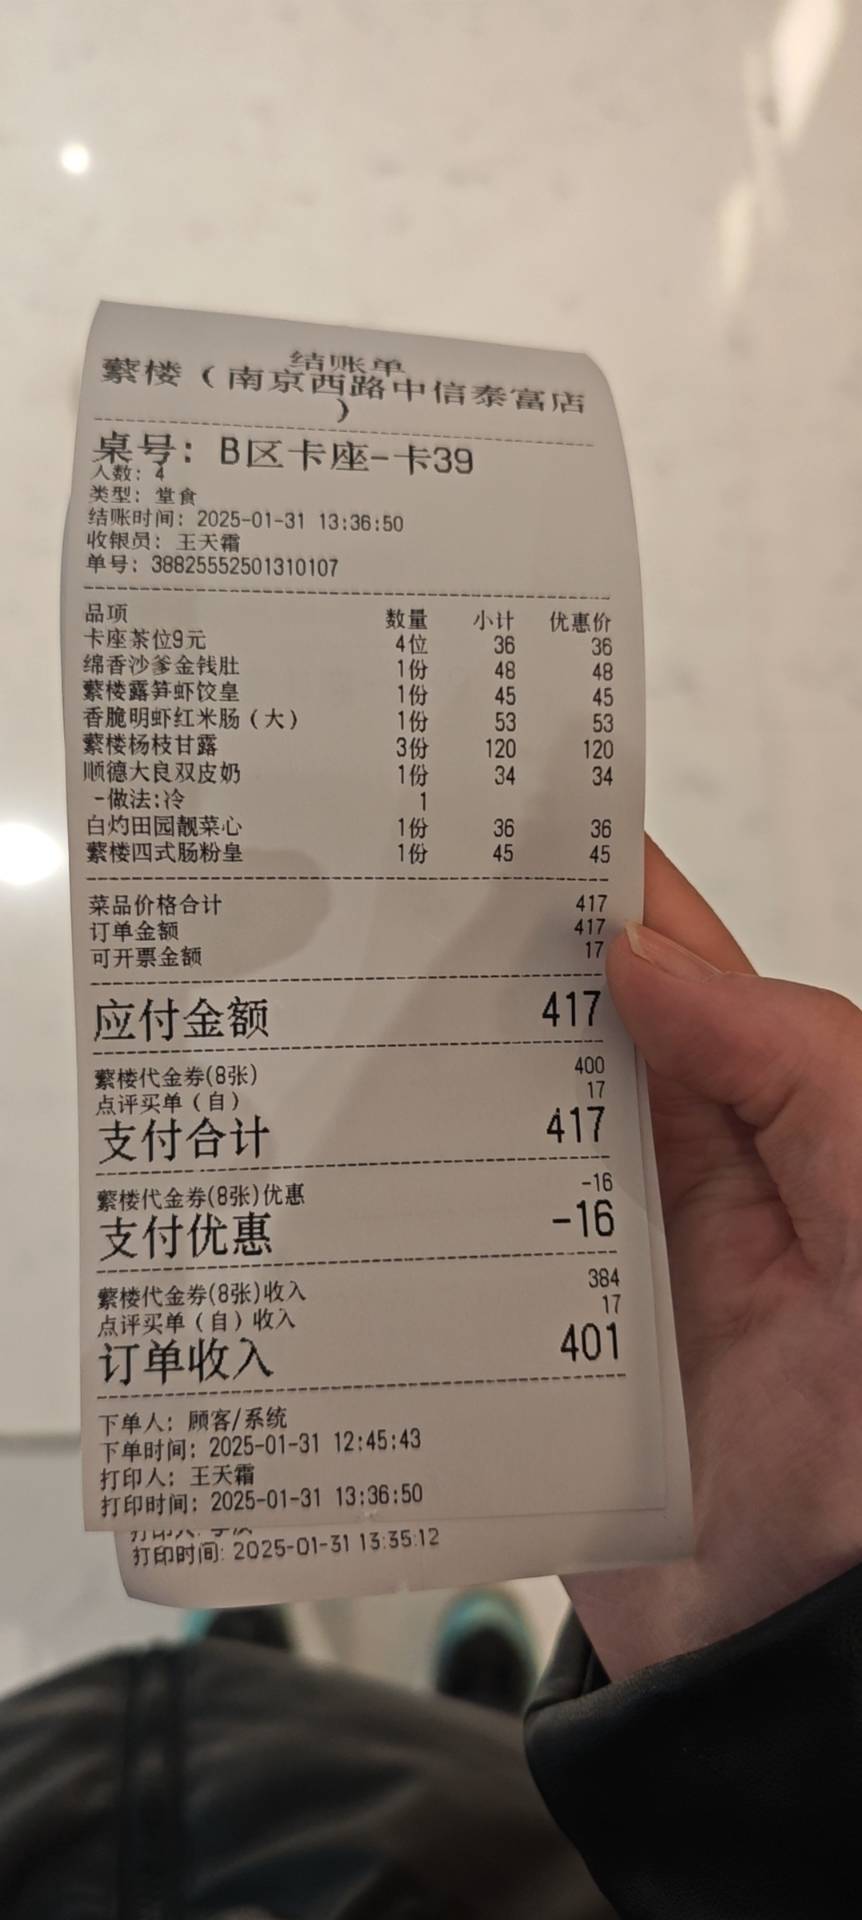 结账单
蘩楼（南京西路中信泰富店
）
桌号: B区卡座-卡39
人数: 4
类型: 堂食
结账时间: 2025-01-31 13:36:50
收银员: 王天霜
单号: 38825555250131010​7
品项 数量 小计 优惠价
卡座茶位9元 4位 36 36
绵香沙爹金钱肚 1份 48 48
蘩楼露笋虾饺皇 1份 45 45
香脆明虾红米肠（大） 1份 53 53
蘩楼杨枝甘露 3份 120 120
顺德大良双皮奶 1份 34 34
-做法:冷 1
白灼田园靓菜心 1份 36 36
蘩楼四式肠粉皇 1份 45 45
菜品价格合计 417
订单金额 417
可开票金额 17
应付金额 417
蘩楼代金券(8张) 400
点评买单（自） 17
支付合计 417
蘩楼代金券(8张)优惠 -16
支付优惠 -16
蘩楼代金券(8张)收入 384
点评买单（自）收入 17
订单收入 401
下单人: 顾客/系统
下单时间: 2025-01-31 12:45:43
打印人: 王天霜
打印时间: 2025-01-31 13:36:50
打印时间: 2025-01-31 13:35:12